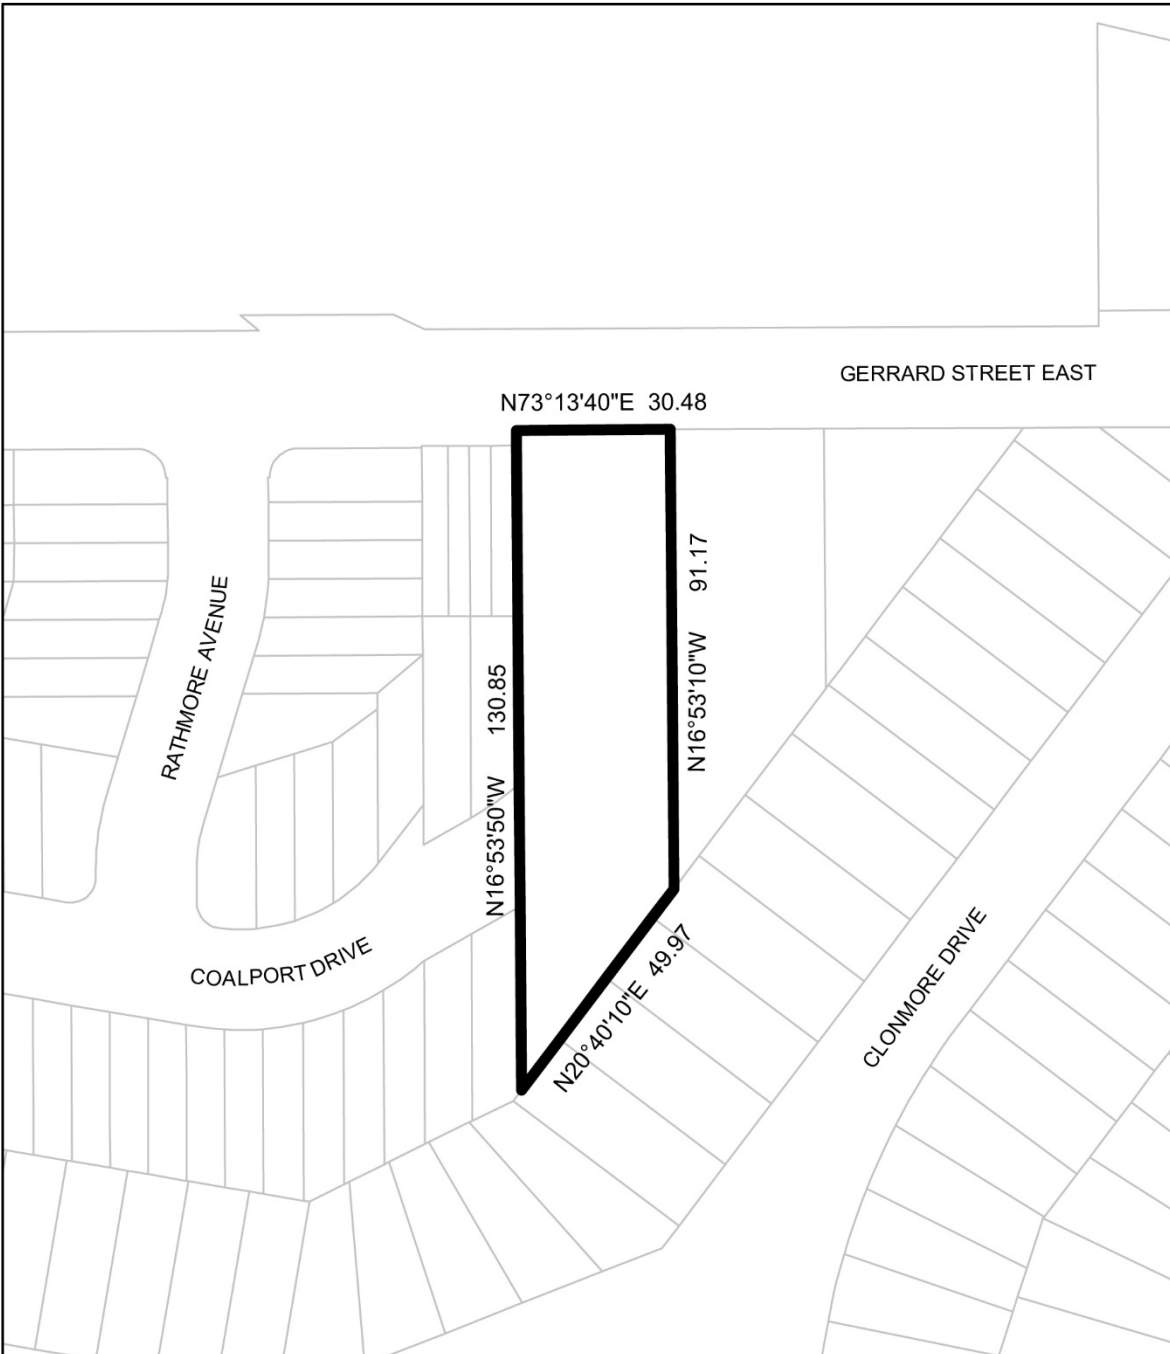 GERRARD STREET EAST
N73°13'40"E 30.48
N16°53'10"W 91.17
RATHMORE AVENUE
N16°53'50"W 130.85
COALPORT DRIVE
N20°40'10"E 49.97
CLONMORE DRIVE